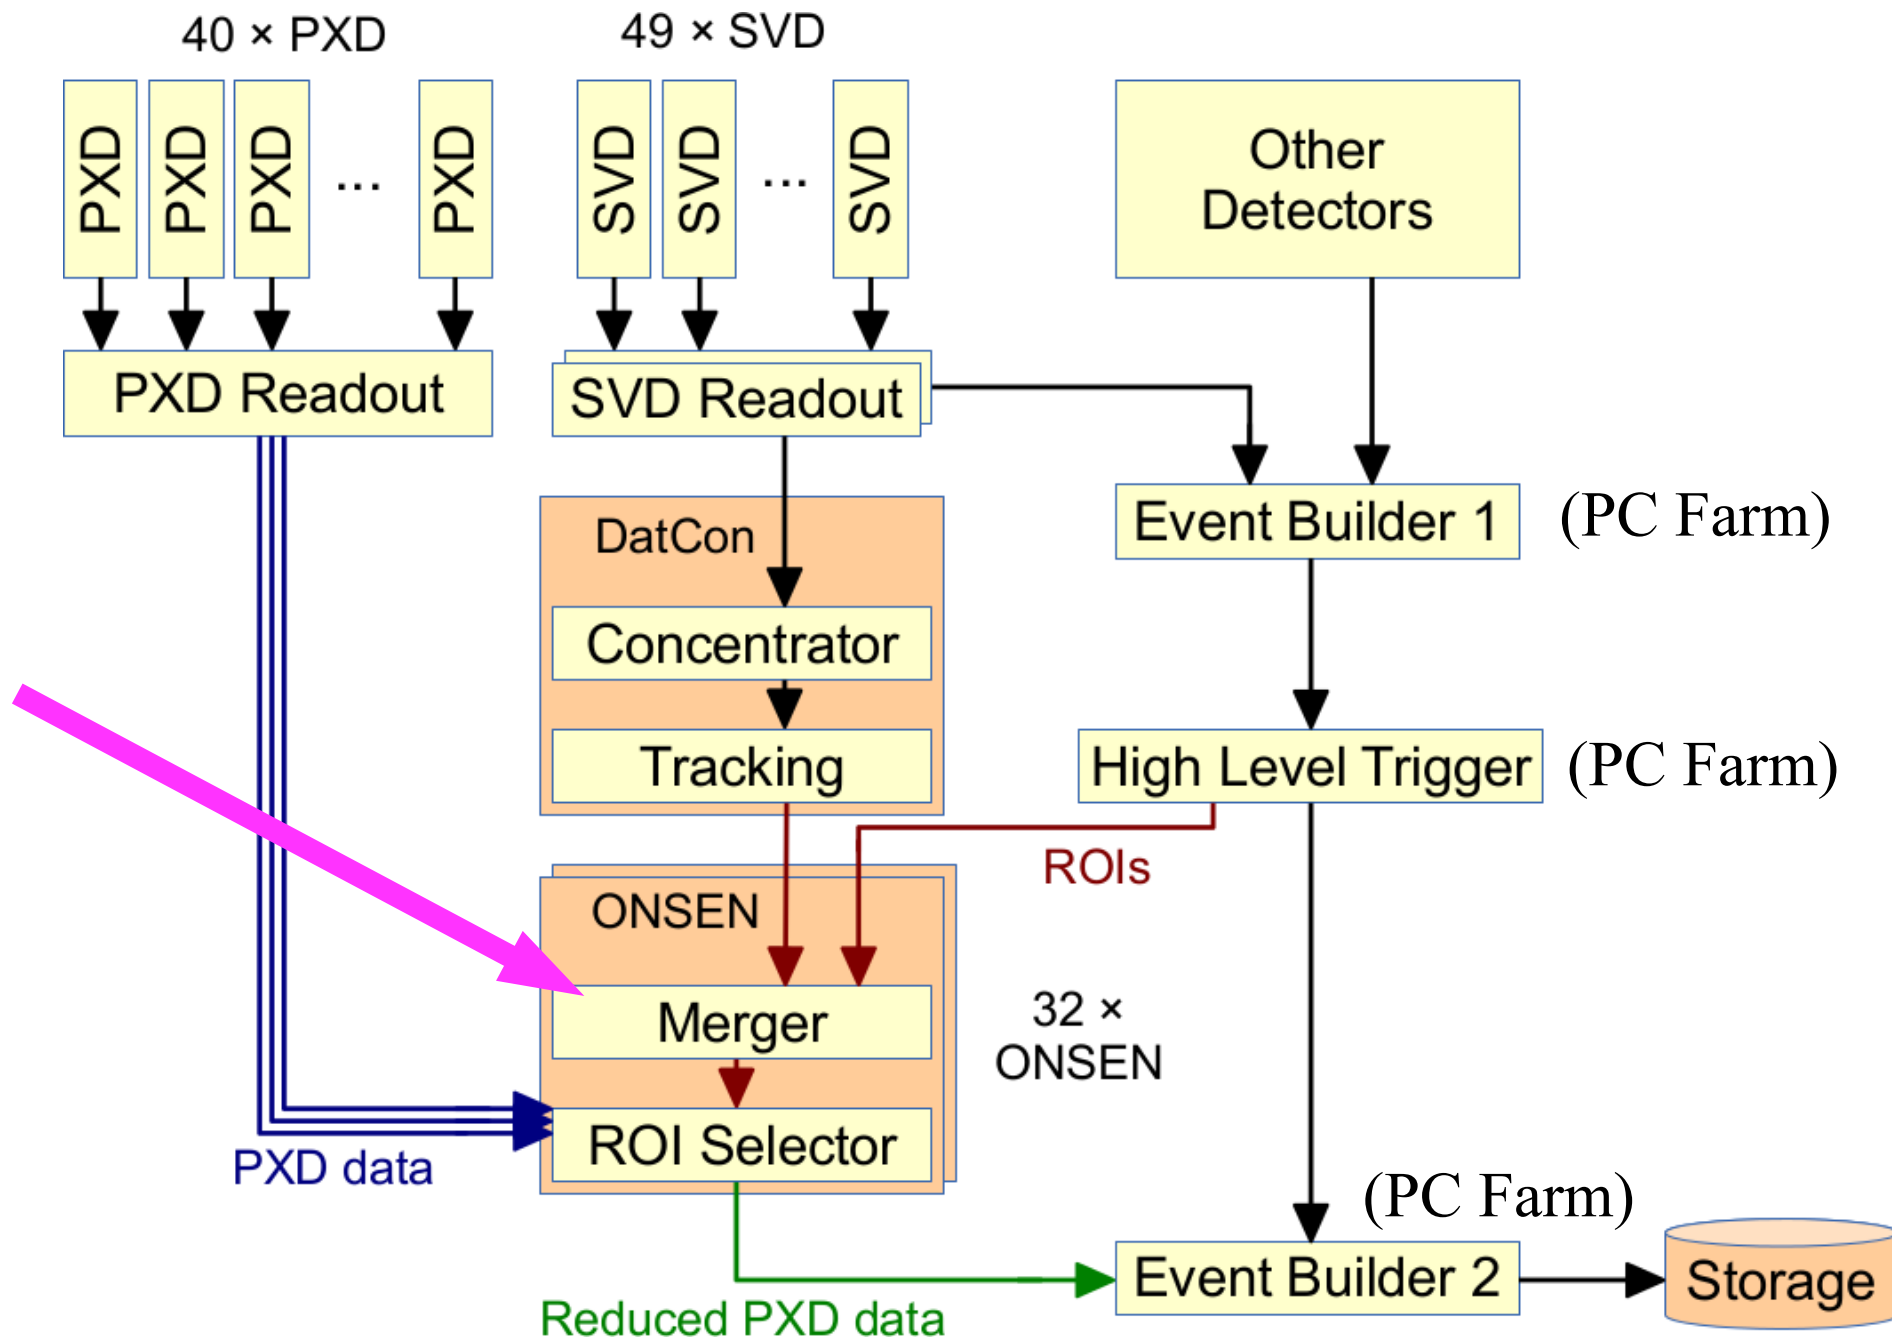 40 × PXD
49 × SVD
PXD
PXD
PXD
...
PXD
SVD
SVD
...
SVD
Other
Detectors
PXD Readout
SVD Readout
Event Builder 1
(PC Farm)
DatCon
Concentrator
Tracking
High Level Trigger
(PC Farm)
ROIs
ONSEN
Merger
32 ×
ONSEN
ROI Selector
PXD data
(PC Farm)
Event Builder 2
Storage
Reduced PXD data